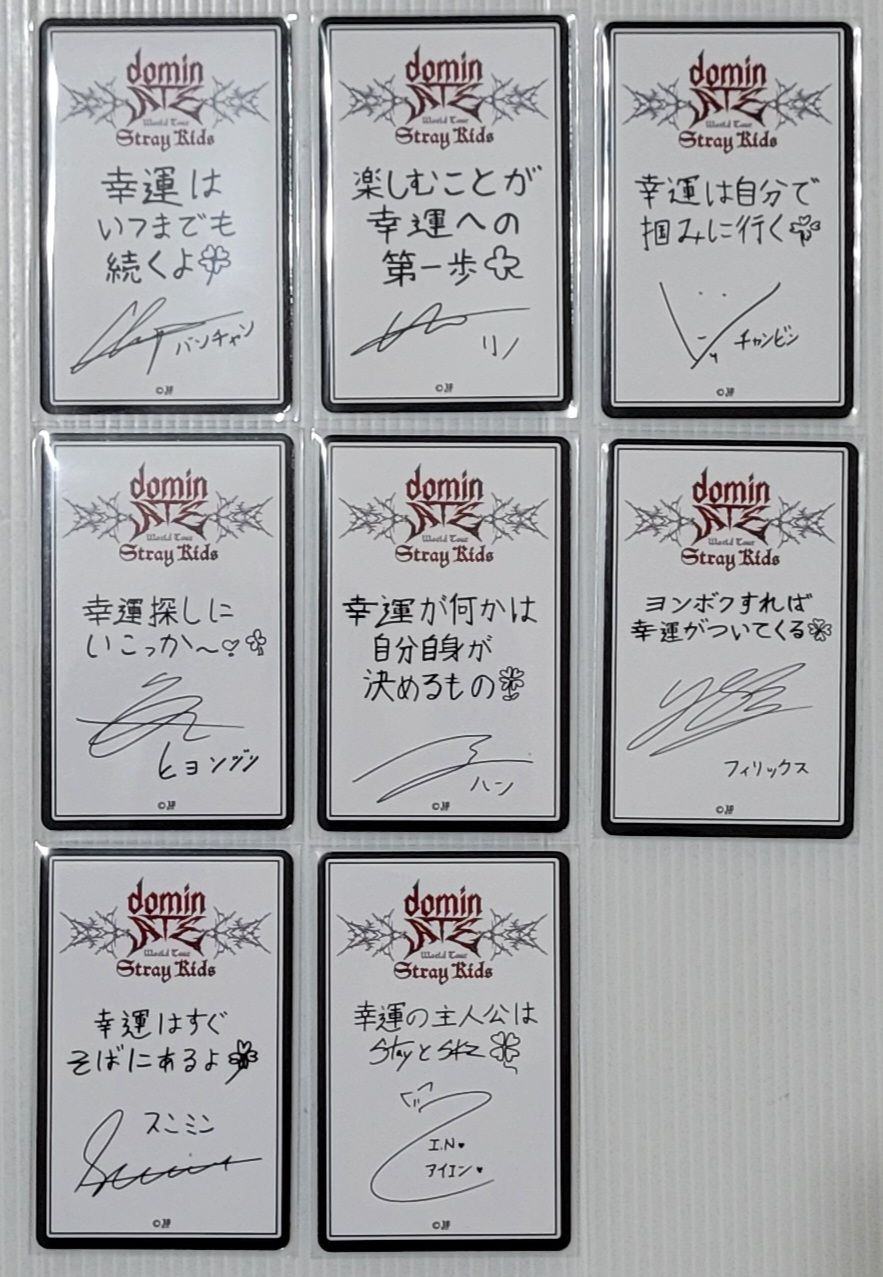 domin
ATE
World Tour
Stray Kids
幸運は
いつまでも
続くよ
バンチャン
© JYP
domin
ATE
World Tour
Stray Kids
楽しむことが
幸運への
第一歩
リノ
© JYP
domin
ATE
World Tour
Stray Kids
幸運は自分で
掴みに行く
チャンビン
© JYP
domin
ATE
World Tour
Stray Kids
幸運探しに
いこっか〜♡
ヒョンジン
© JYP
domin
ATE
World Tour
Stray Kids
幸運が何かは
自分自身が
決めるもの
ハン
© JYP
domin
ATE
World Tour
Stray Kids
ヨンボクすれば
幸運がついてくる
フィリックス
© JYP
domin
ATE
World Tour
Stray Kids
幸運はすぐ
そばにあるよ
スンミン
© JYP
domin
ATE
World Tour
Stray Kids
幸運の主人公は
Stayとskz
I.N♥
アイエン♥
© JYP